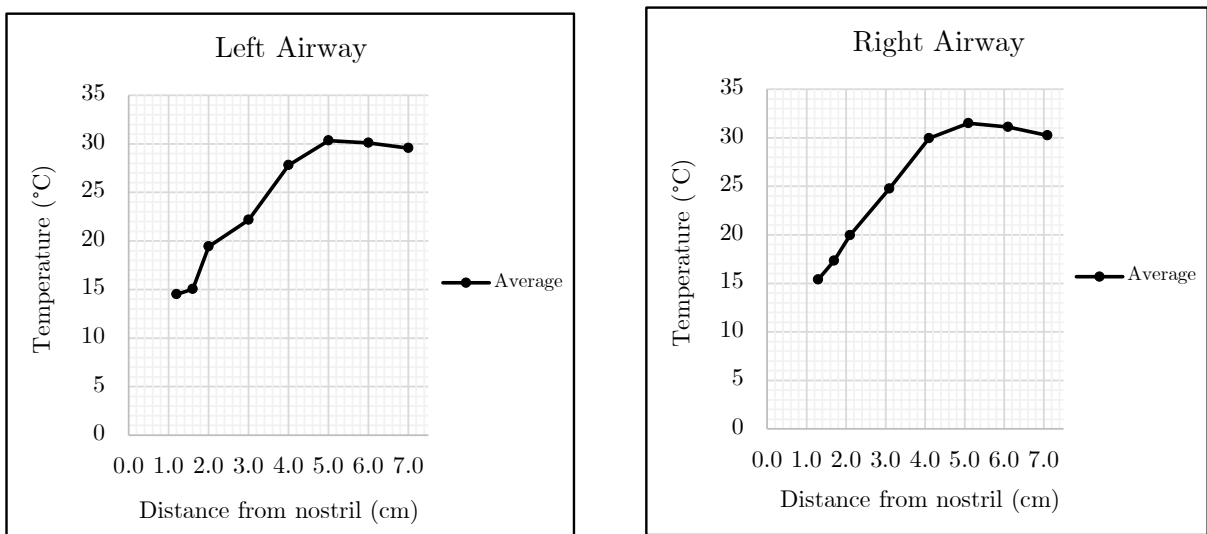 Left Airway
35
30
25
20
15
10
5
0
Temperature (°C)
0.0 1.0 2.0 3.0 4.0 5.0 6.0 7.0
Distance from nostril (cm)
Average
Right Airway
35
30
25
20
15
10
5
0
Temperature (°C)
0.0 1.0 2.0 3.0 4.0 5.0 6.0 7.0
Distance from nostril (cm)
Average